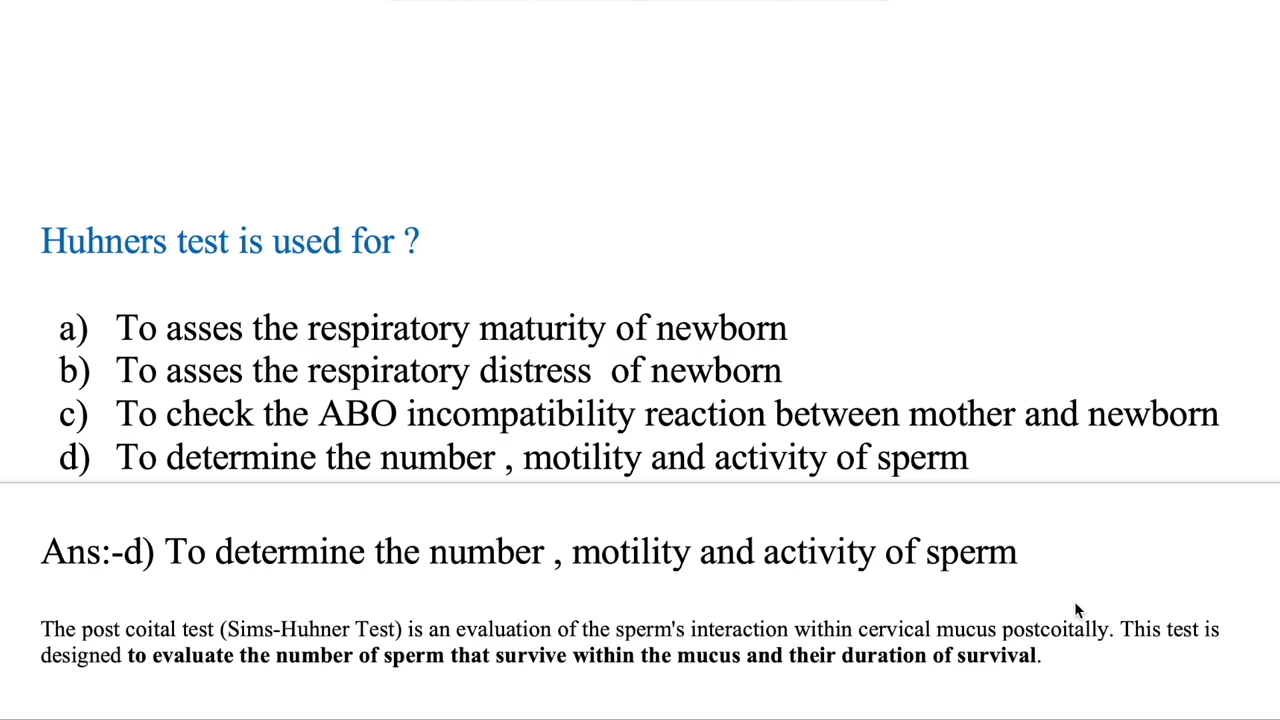 Huhners test is used for ?
a) To asses the respiratory maturity of newborn
b) To asses the respiratory distress of newborn
c) To check the ABO incompatibility reaction between mother and newborn
d) To determine the number , motility and activity of sperm
Ans:-d) To determine the number , motility and activity of sperm
The post coital test (Sims-Huhner Test) is an evaluation of the sperm's interaction within cervical mucus postcoitally. This test is
designed to evaluate the number of sperm that survive within the mucus and their duration of survival.